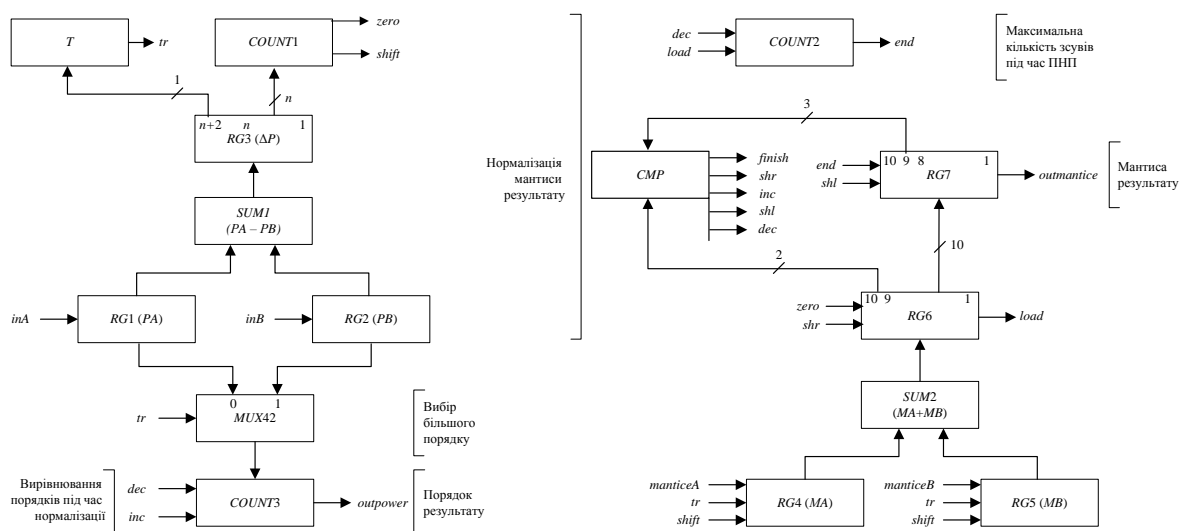 T
tr
COUNT1
zero
shift
1
n
n+2 n 1
RG3 (ΔP)
SUM1
(PA – PB)
inA
RG1 (PA)
inB
RG2 (PB)
0 1
tr
MUX42
Вибір
більшого
порядку
Вирівнювання
порядків під час
нормалізації
dec
inc
COUNT3
outpower
Порядок
результату
Нормалізація
мантиси
результату
dec
load
COUNT2
end
Максимальна
кількість зсувів
під час ПНП
3
CMP
finish
shr
inc
shl
dec
end
shl
10 9 8 1
RG7
outmantice
Мантиса
результату
2
10
zero
shr
10 9 1
RG6
load
SUM2
(MA+MB)
manticeA
tr
shift
RG4 (MA)
manticeB
tr
shift
RG5 (MB)